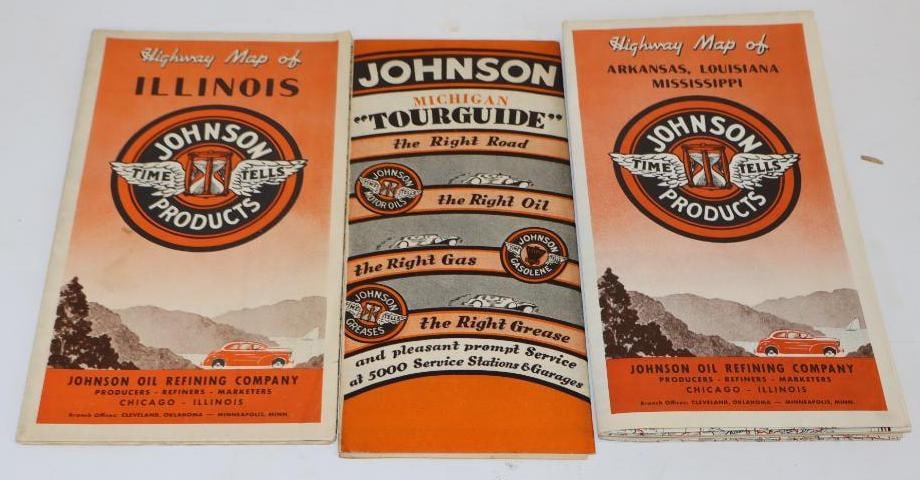 Highway Map of
ILLINOIS
JOHNSON
TIME TELLS
PRODUCTS
JOHNSON OIL REFINING COMPANY
PRODUCERS - REFINERS - MARKETERS
CHICAGO - ILLINOIS
Branch Offices: CLEVELAND, OKLAHOMA — MINNEAPOLIS, MINN.
JOHNSON
MICHIGAN
"TOURGUIDE"
the Right Road
JOHNSON
MOTOR OILS
the Right Oil
the Right Gas
JOHNSON
GASOLENE
JOHNSON
GREASES
the Right Grease
and pleasant prompt Service
at 5000 Service Stations & Garages
Highway Map of
ARKANSAS, LOUISIANA
MISSISSIPPI
JOHNSON
TIME TELLS
PRODUCTS
JOHNSON OIL REFINING COMPANY
PRODUCERS - REFINERS - MARKETERS
CHICAGO - ILLINOIS
Branch Offices: CLEVELAND, OKLAHOMA — MINNEAPOLIS, MINN.